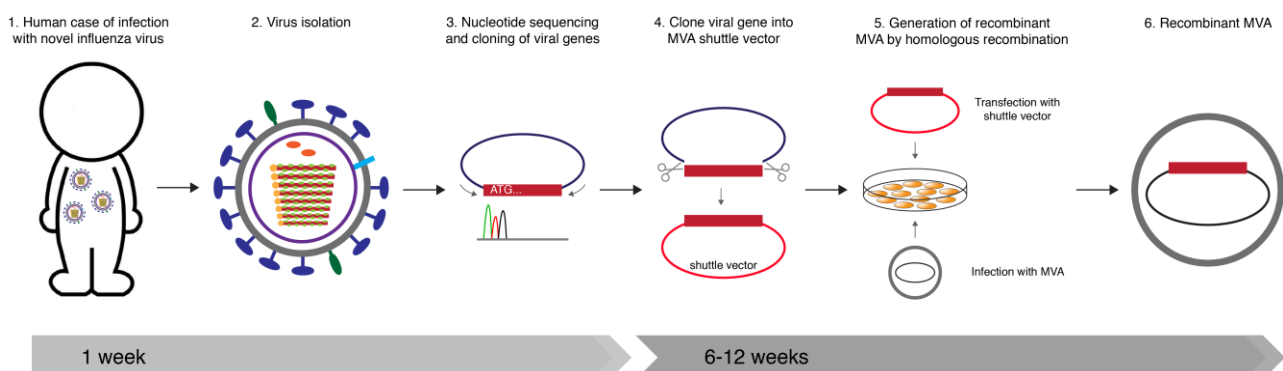 1. Human case of infection
with novel influenza virus
2. Virus isolation
3. Nucleotide sequencing
and cloning of viral genes
4. Clone viral gene into
MVA shuttle vector
5. Generation of recombinant
MVA by homologous recombination
6. Recombinant MVA
ATG...
shuttle vector
Transfection with
shuttle vector
Infection with MVA
1 week
6-12 weeks